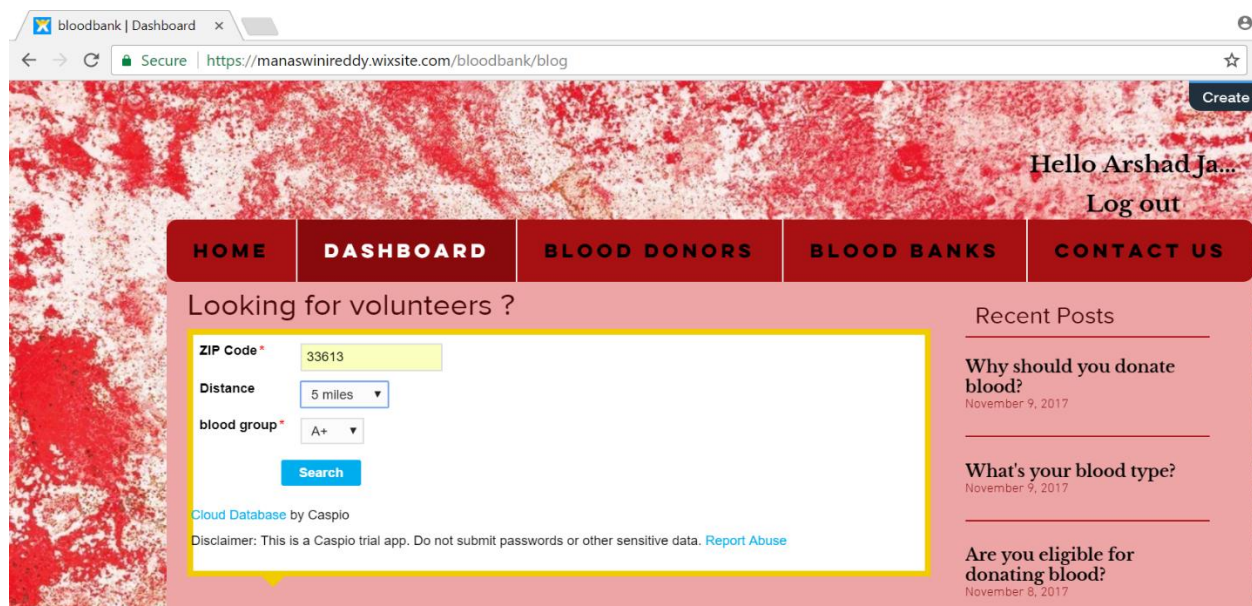 bloodbank | Dashboard
Secure | https://manaswinireddy.wixsite.com/bloodbank/blog
Create
Hello Arshad Ja...
Log out
HOME DASHBOARD BLOOD DONORS BLOOD BANKS CONTACT US
Looking for volunteers ?
ZIP Code* 33613
Distance 5 miles
blood group* A+
Search
Cloud Database by Caspio
Disclaimer: This is a Caspio trial app. Do not submit passwords or other sensitive data. Report Abuse
Recent Posts
Why should you donate
blood?
November 9, 2017
What's your blood type?
November 9, 2017
Are you eligible for
donating blood?
November 8, 2017